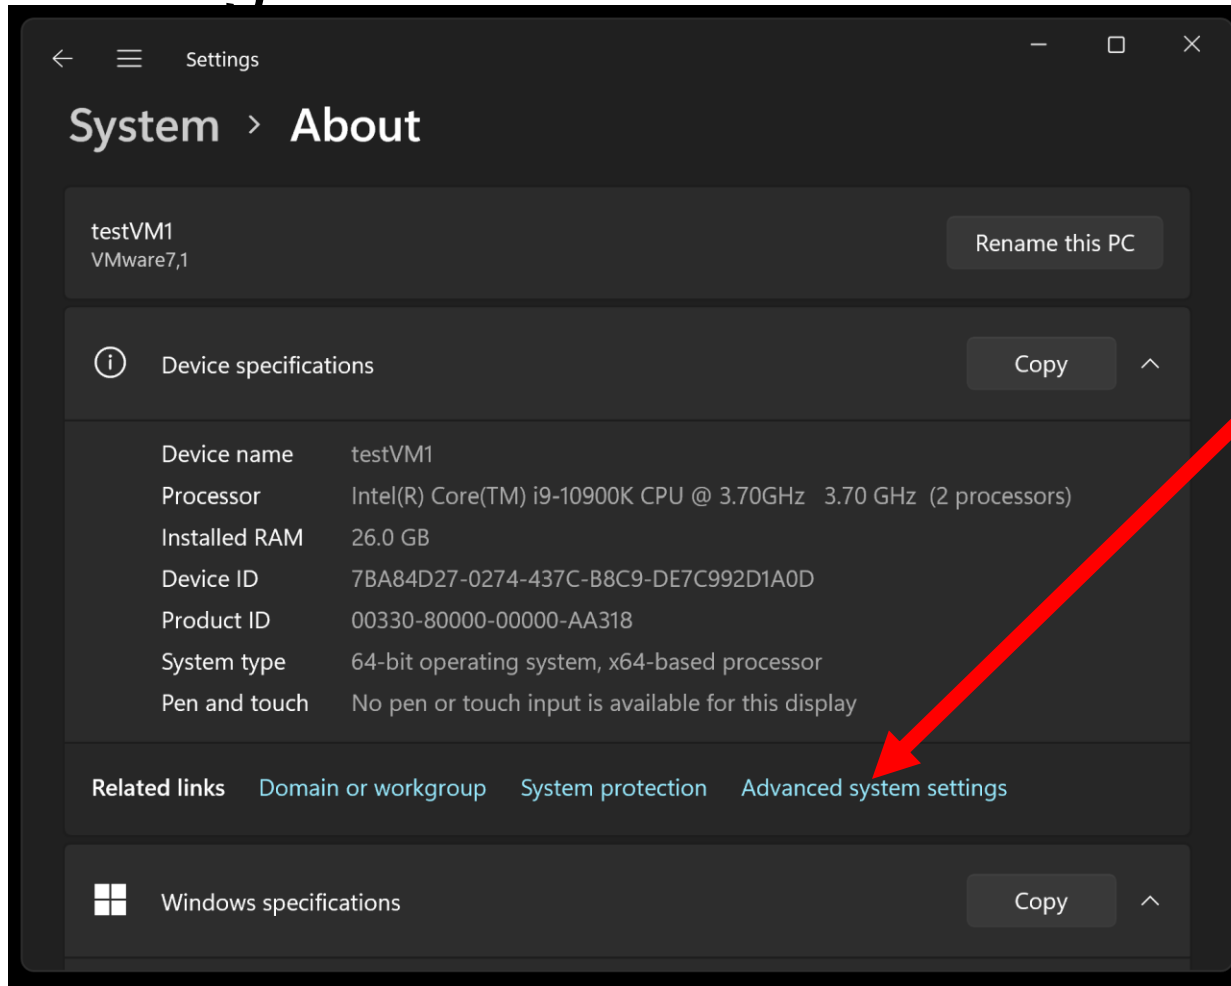 Settings
System > About
testVM1
VMware7,1
Rename this PC
Device specifications
Copy
Device name testVM1
Processor Intel(R) Core(TM) i9-10900K CPU @ 3.70GHz 3.70 GHz (2 processors)
Installed RAM 26.0 GB
Device ID 7BA84D27-0274-437C-B8C9-DE7C992D1A0D
Product ID 00330-80000-00000-AA318
System type 64-bit operating system, x64-based processor
Pen and touch No pen or touch input is available for this display
Related links Domain or workgroup System protection Advanced system settings
Windows specifications
Copy